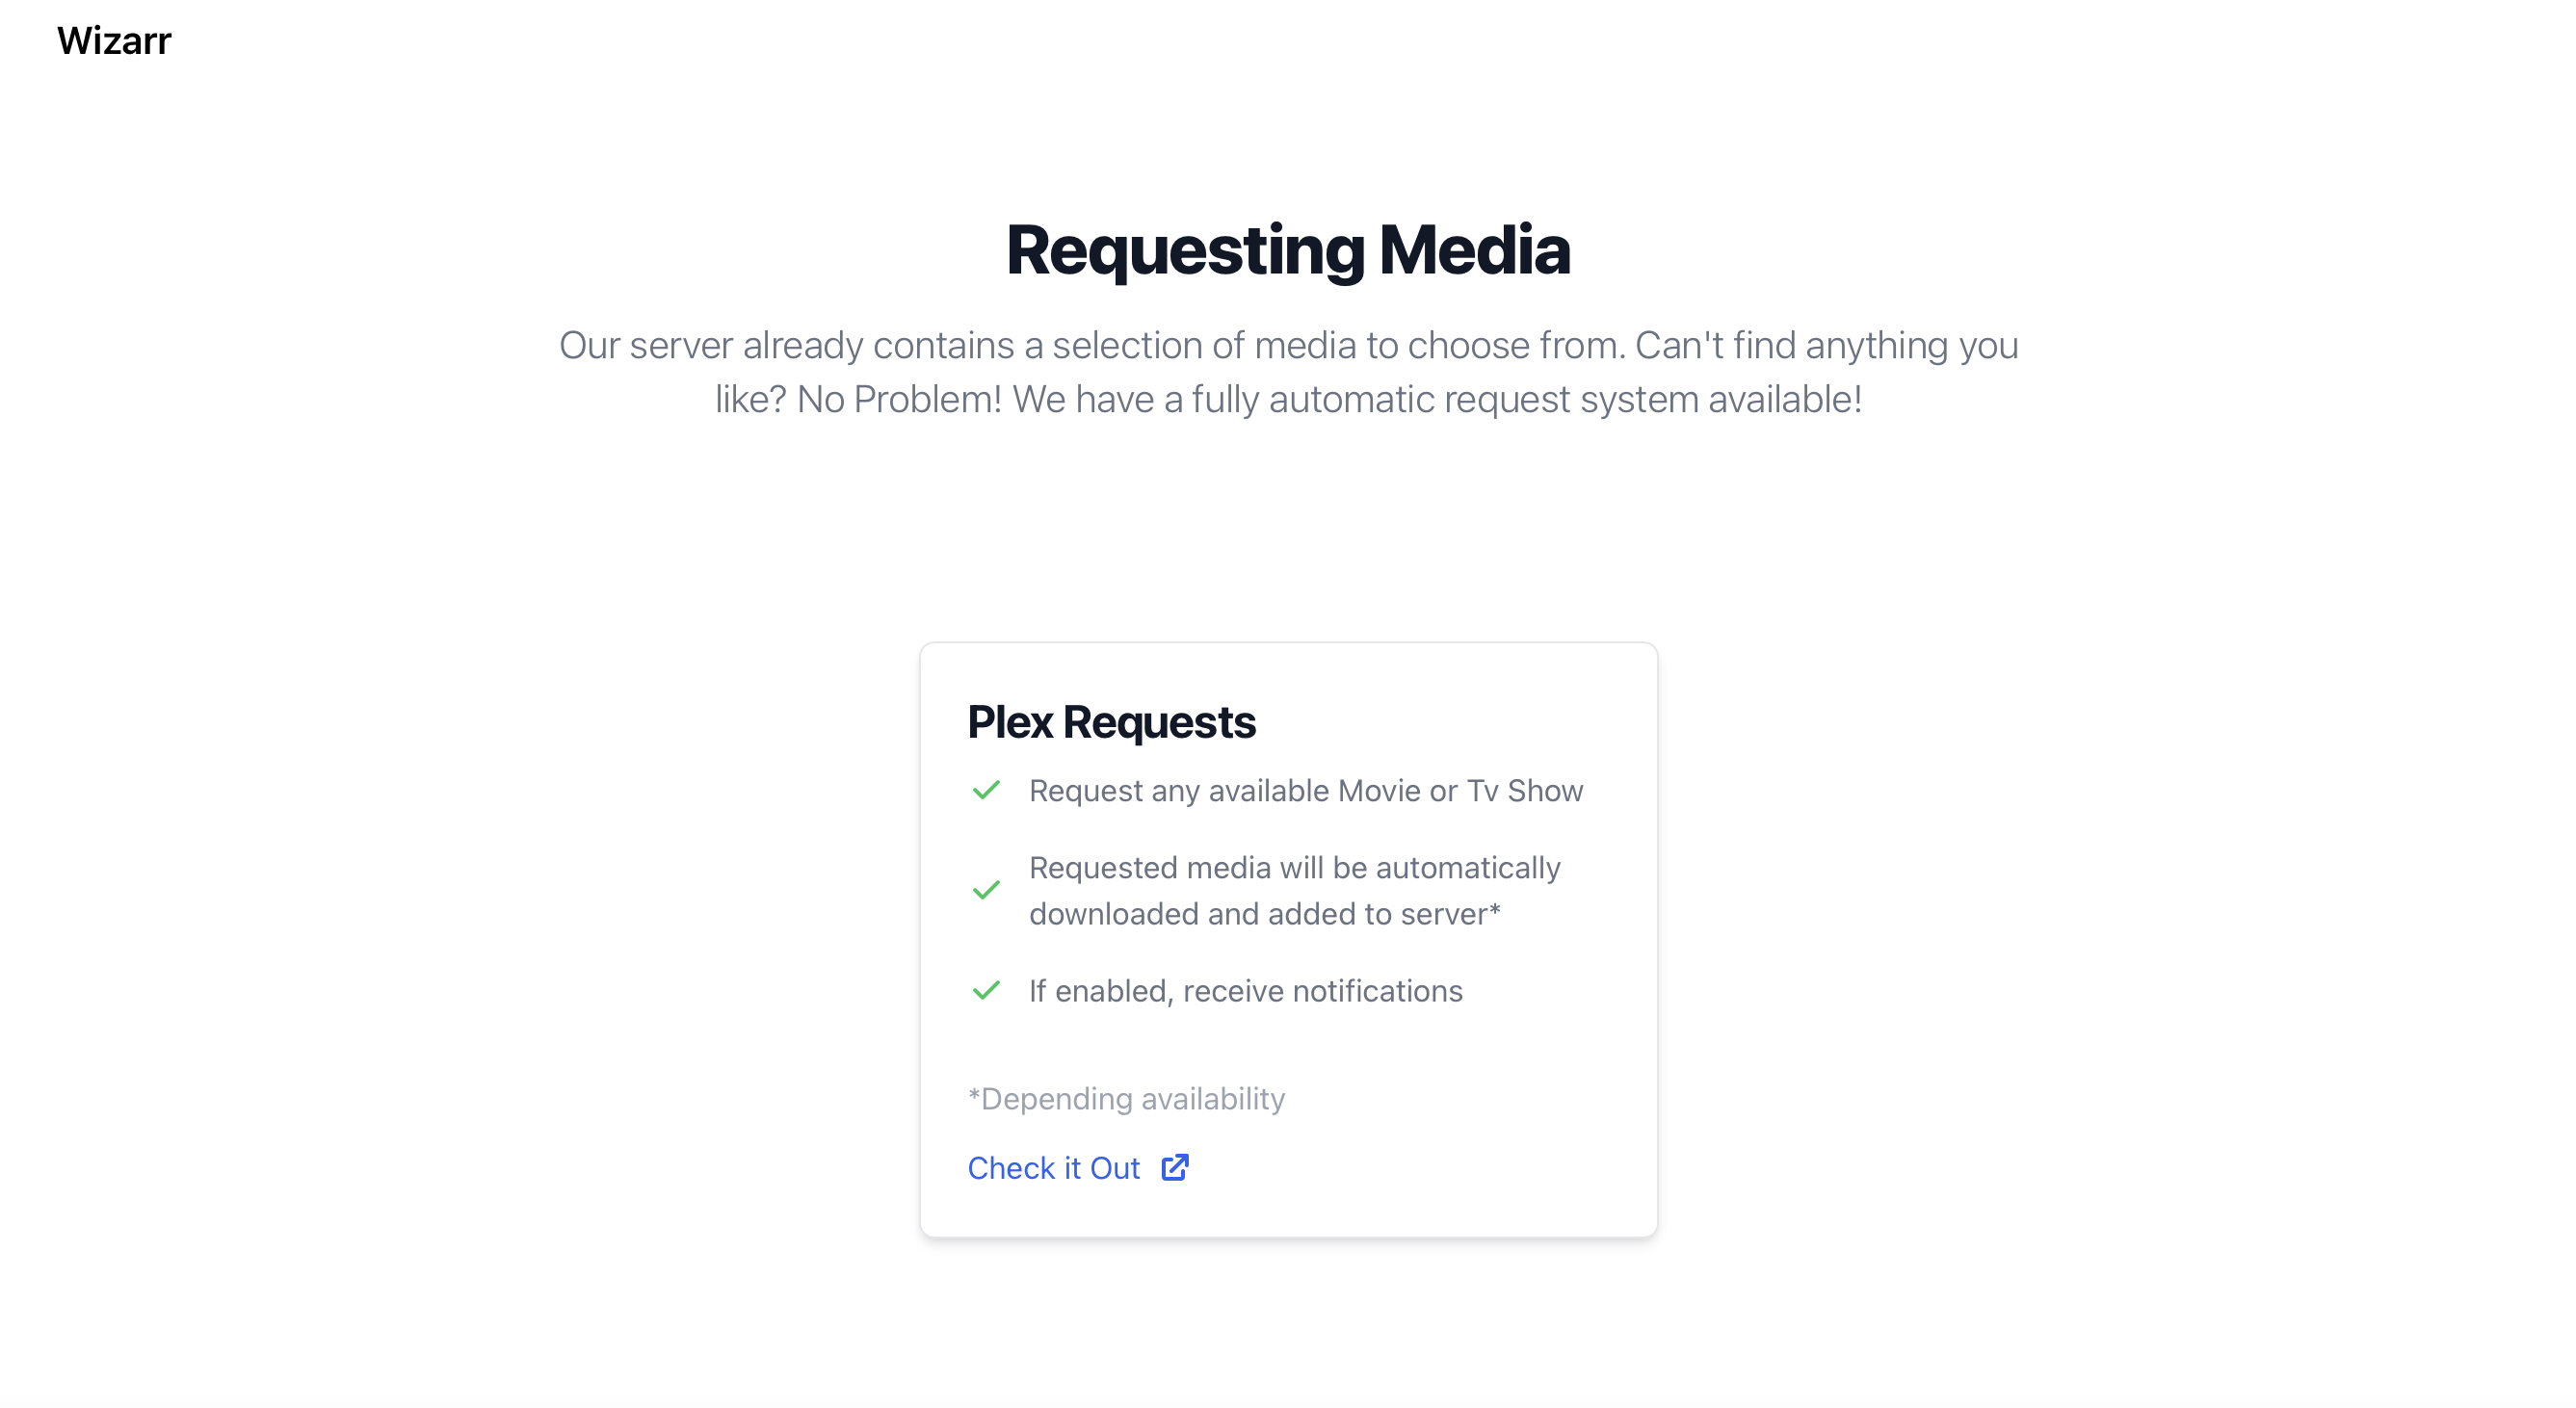 Wizarr
Requesting Media
Our server already contains a selection of media to choose from. Can't find anything you
like? No Problem! We have a fully automatic request system available!
Plex Requests
Request any available Movie or Tv Show
Requested media will be automatically
downloaded and added to server*
If enabled, receive notifications
*Depending availability
Check it Out